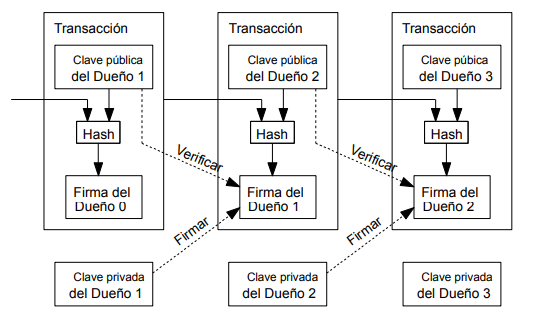 Transacción
Clave pública
del Dueño 1
Hash
Firma del
Dueño 0
Transacción
Clave pública
del Dueño 2
Hash
Firma del
Dueño 1
Transacción
Clave púbica
del Dueño 3
Hash
Firma del
Dueño 2
Verificar
Verificar
Firmar
Firmar
Clave privada
del Dueño 1
Clave privada
del Dueño 2
Clave privada
del Dueño 3